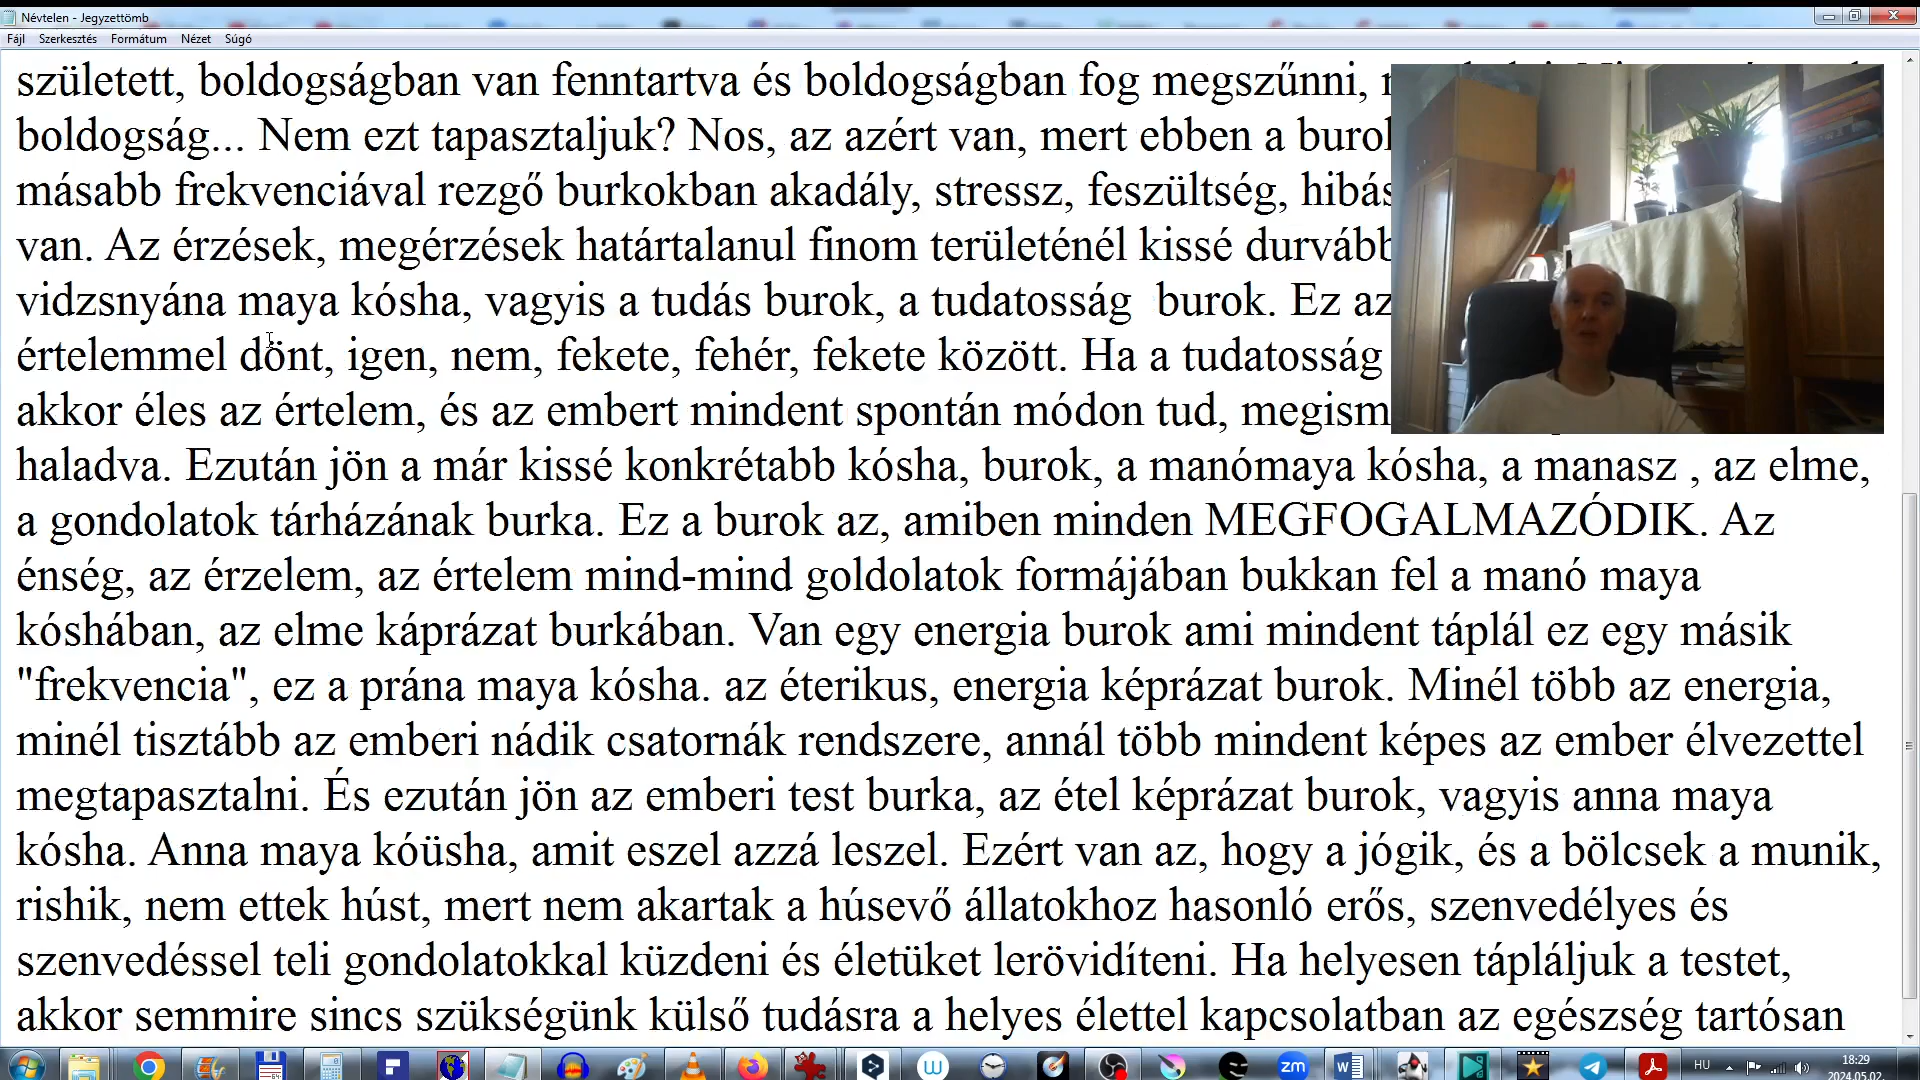 Névtelen - Jegyzettömb
Fájl Szerkesztés Formátum Nézet Súgó
született, boldogságban van fenntartva és boldogságban fog megszűnni,
boldogság... Nem ezt tapasztaljuk? Nos, az azért van, mert ebben a burok
másabb frekvenciával rezgő burkokban akadály, stressz, feszültség, hibás
van. Az érzések, megérzések határtalanul finom területénél kissé durvább
vidzsnyána maya kósha, vagyis a tudás burok, a tudatosság burok. Ez az
értelemmel dönt, igen, nem, fekete, fehér, fekete között. Ha a tudatosság
akkor éles az értelem, és az embert mindent spontán módon tud, megism
haladva. Ezután jön a már kissé konkrétabb kósha, burok, a manómaya kósha, a manasz , az elme,
a gondolatok tárházának burka. Ez a burok az, amiben minden MEGFOGALMAZÓDIK. Az
énség, az érzelem, az értelem mind-mind goldolatok formájában bukkan fel a manó maya
kóshában, az elme káprázat burkában. Van egy energia burok ami mindent táplál ez egy másik
"frekvencia", ez a prána maya kósha. az éterikus, energia képrázat burok. Minél több az energia,
minél tisztább az emberi nádik csatornák rendszere, annál több mindent képes az ember élvezettel
megtapasztalni. És ezután jön az emberi test burka, az étel képrázat burok, vagyis anna maya
kósha. Anna maya kóüsha, amit eszel azzá leszel. Ezért van az, hogy a jógik, és a bölcsek a munik,
rishik, nem ettek húst, mert nem akartak a húsevő állatokhoz hasonló erős, szenvedélyes és
szenvedéssel teli gondolatokkal küzdeni és életüket lerövidíteni. Ha helyesen tápláljuk a testet,
akkor semmire sincs szükségünk külső tudásra a helyes élettel kapcsolatban az egészség tartósan
HU
18:29
2024.05.02.